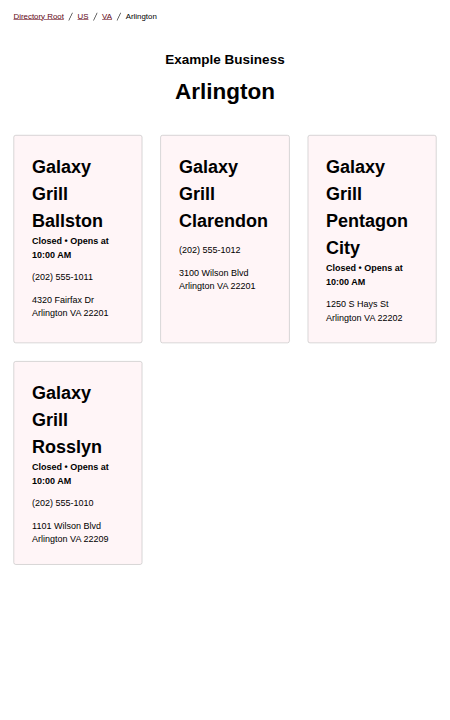 Directory Root / US / VA / Arlington
Example Business
Arlington
Galaxy
Grill
Ballston
Closed • Opens at
10:00 AM
(202) 555-1011
4320 Fairfax Dr
Arlington VA 22201
Galaxy
Grill
Clarendon
(202) 555-1012
3100 Wilson Blvd
Arlington VA 22201
Galaxy
Grill
Pentagon
City
Closed • Opens at
10:00 AM
1250 S Hays St
Arlington VA 22202
Galaxy
Grill
Rosslyn
Closed • Opens at
10:00 AM
(202) 555-1010
1101 Wilson Blvd
Arlington VA 22209